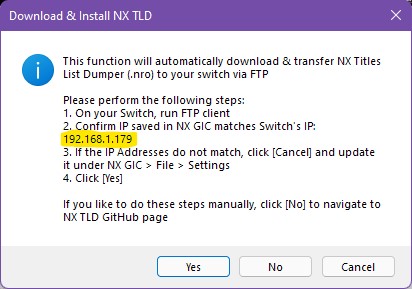 Download & Install NX TLD
This function will automatically download & transfer NX Titles
List Dumper (.nro) to your switch via FTP
Please perform the following steps:
1. On your Switch, run FTP client
2. Confirm IP saved in NX GIC matches Switch's IP:
192.168.1.179
3. If the IP Addresses do not match, click [Cancel] and update
it under NX GIC > File > Settings
4. Click [Yes]
If you like to do these steps manually, click [No] to navigate to
NX TLD GitHub page
Yes
No
Cancel